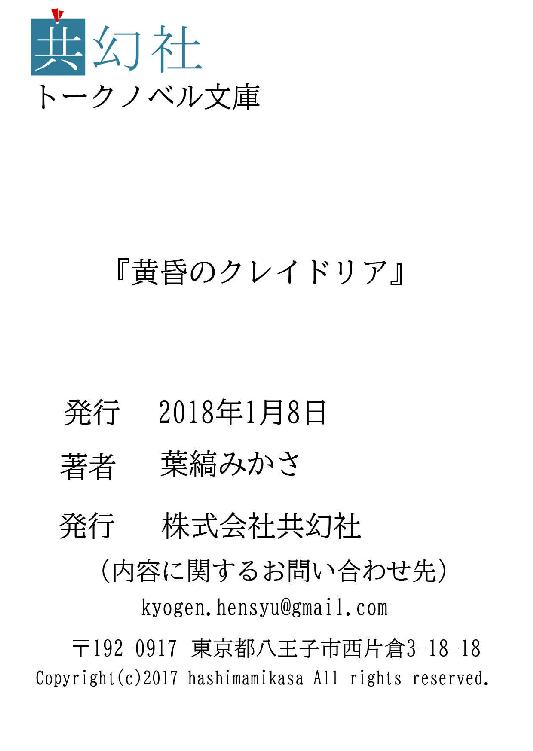 共幻社
トークノベル文庫
『黄昏のクレイドリア』
発行 2018年1月8日
著者 葉縞みかさ
発行 株式会社共幻社
（内容に関するお問い合わせ先）
kyogen.hensyu@gmail.com
〒192 0917 東京都八王子市西片倉3 18 18
Copyright(c)2017 hashimamikasa All rights reserved.